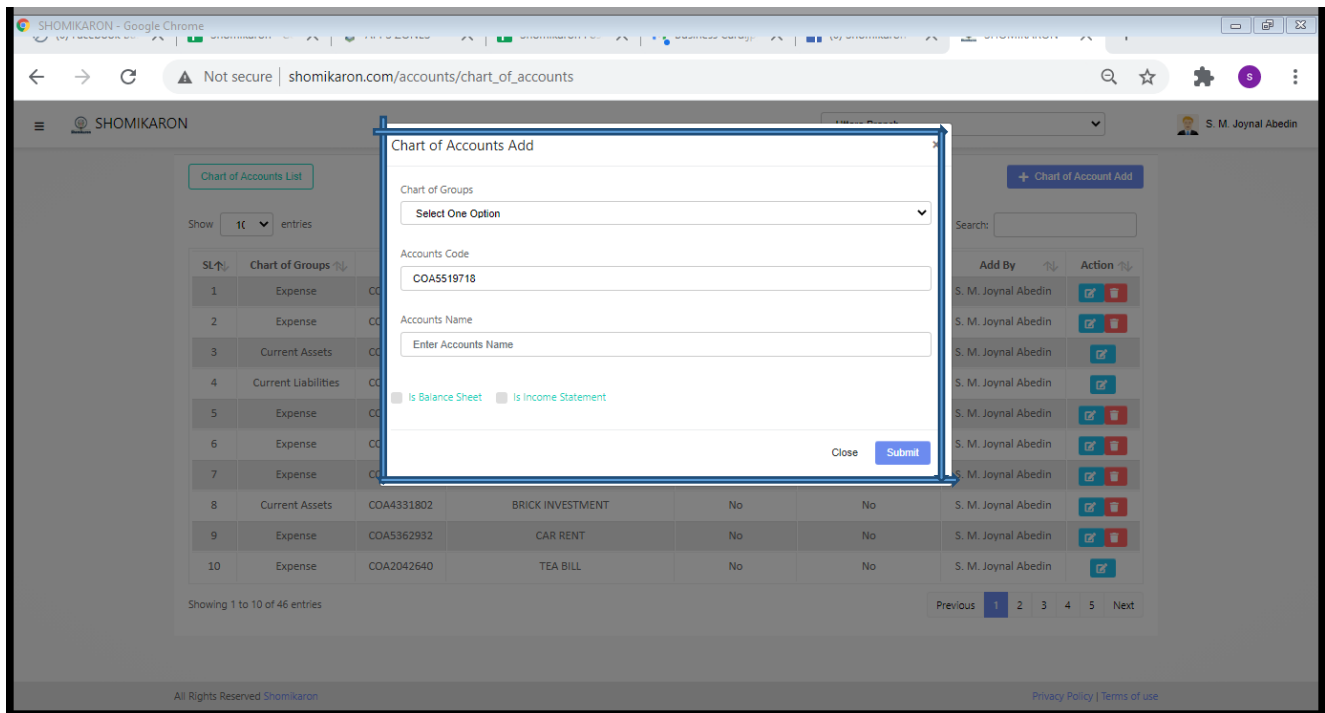 SHOMIKARON - Google Chrome
Not secure | shomikaron.com/accounts/chart_of_accounts
S
SHOMIKARON
S. M. Joynal Abedin
Chart of Accounts List
+ Chart of Account Add
Show 10 entries
Search:
SL Chart of Groups Add By Action
1 Expense S. M. Joynal Abedin
2 Expense S. M. Joynal Abedin
3 Current Assets S. M. Joynal Abedin
4 Current Liabilities S. M. Joynal Abedin
5 Expense S. M. Joynal Abedin
6 Expense S. M. Joynal Abedin
7 Expense S. M. Joynal Abedin
8 Current Assets COA4331802 BRICK INVESTMENT No No S. M. Joynal Abedin
9 Expense COA5362932 CAR RENT No No S. M. Joynal Abedin
10 Expense COA2042640 TEA BILL No No S. M. Joynal Abedin
Showing 1 to 10 of 46 entries
Previous 1 2 3 4 5 Next
Chart of Accounts Add
×
Chart of Groups
Select One Option
Accounts Code
COA5519718
Accounts Name
Enter Accounts Name
Is Balance Sheet Is Income Statement
Close Submit
All Rights Reserved Shomikaron
Privacy Policy | Terms of use